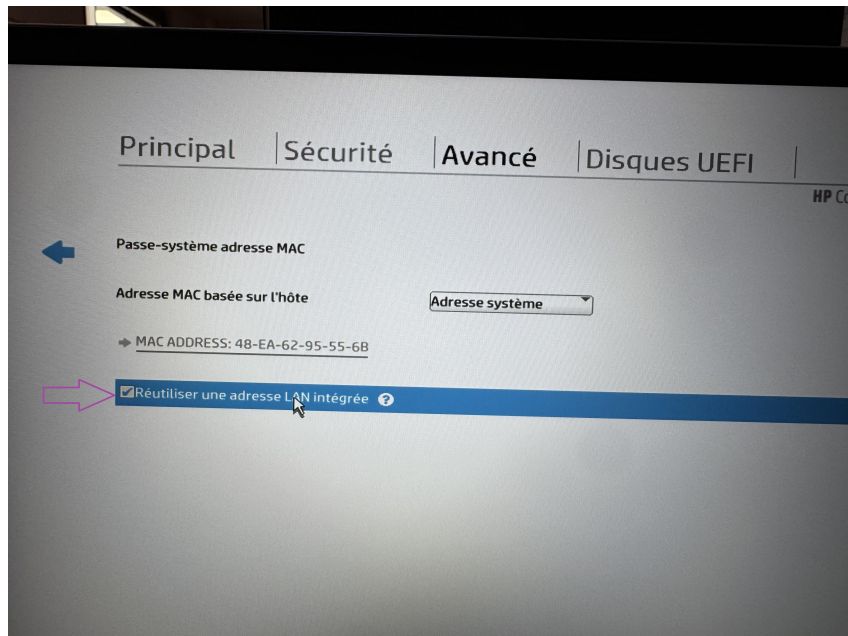 Principal
Sécurité
Avancé
Disques UEFI
HP
Passe-système adresse MAC
Adresse MAC basée sur l'hôte
Adresse système
MAC ADDRESS: 48-EA-62-95-55-6B
Réutiliser une adresse LAN intégrée ?